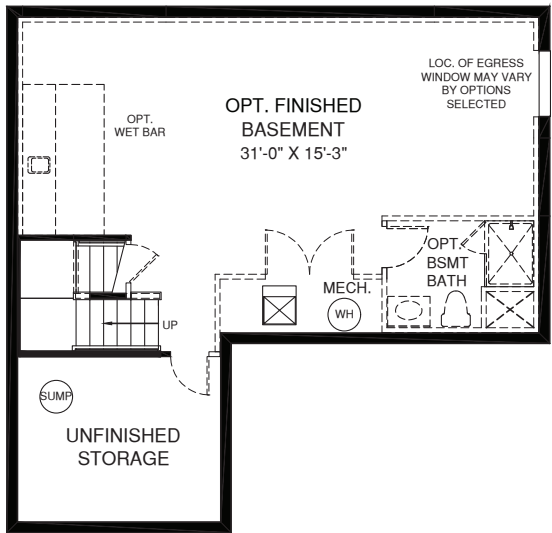 LOC. OF EGRESS
WINDOW MAY VARY
BY OPTIONS
SELECTED
OPT. FINISHED
BASEMENT
31'-0" X 15'-3"
OPT.
WET BAR
OPT.
BSMT
BATH
MECH.
WH
UP
SUMP
UNFINISHED
STORAGE